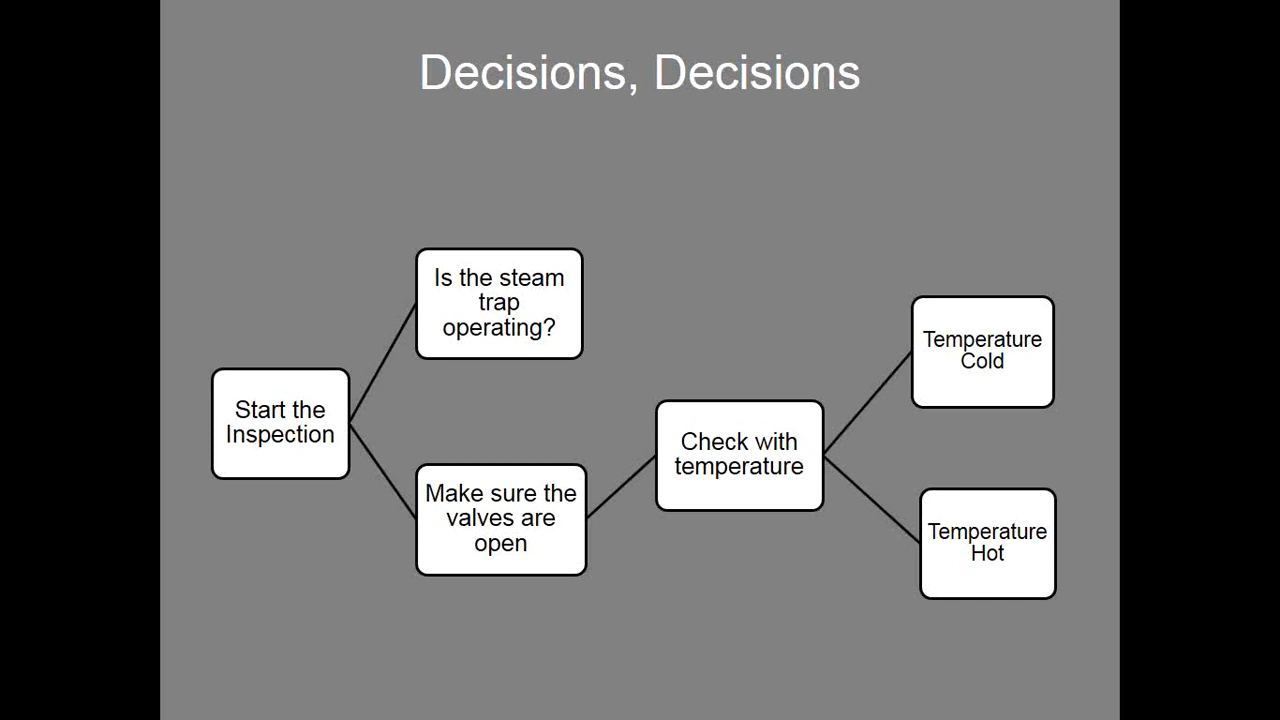 Decisions, Decisions
Is the steam
trap
operating?
Start the
Inspection
Make sure the
valves are
open
Check with
temperature
Temperature
Cold
Temperature
Hot